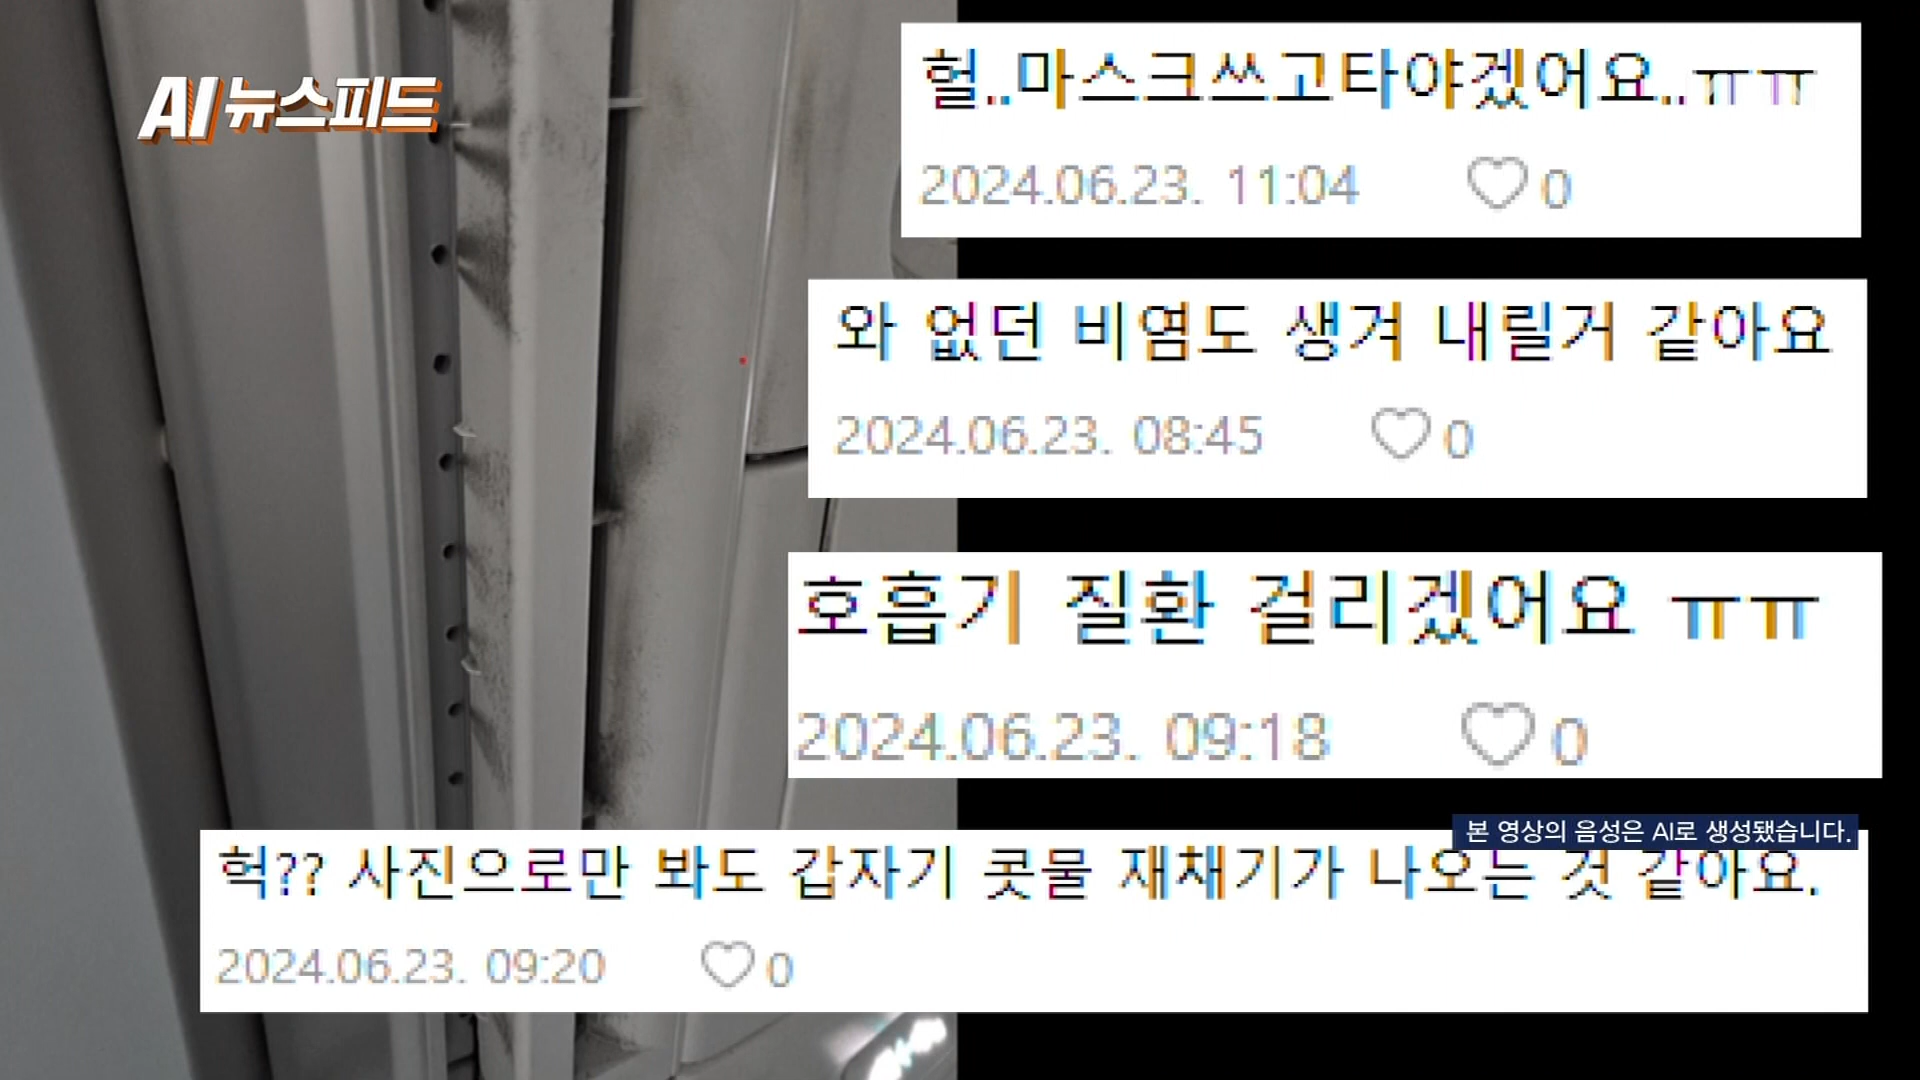 AI뉴스피드
헐..마스크쓰고타야겠어요..ㅠㅠ
2024.06.23. 11:04 0
와 없던 비염도 생겨 내릴거 같아요
2024.06.23. 08:45 0
호흡기 질환 걸리겠어요 ㅠㅠ
2024.06.23. 09:18 0
본 영상의 음성은 AI로 생성됐습니다.
헉?? 사진으로만 봐도 갑자기 콧물 재채기가 나오는 것 같아요.
2024.06.23. 09:20 0